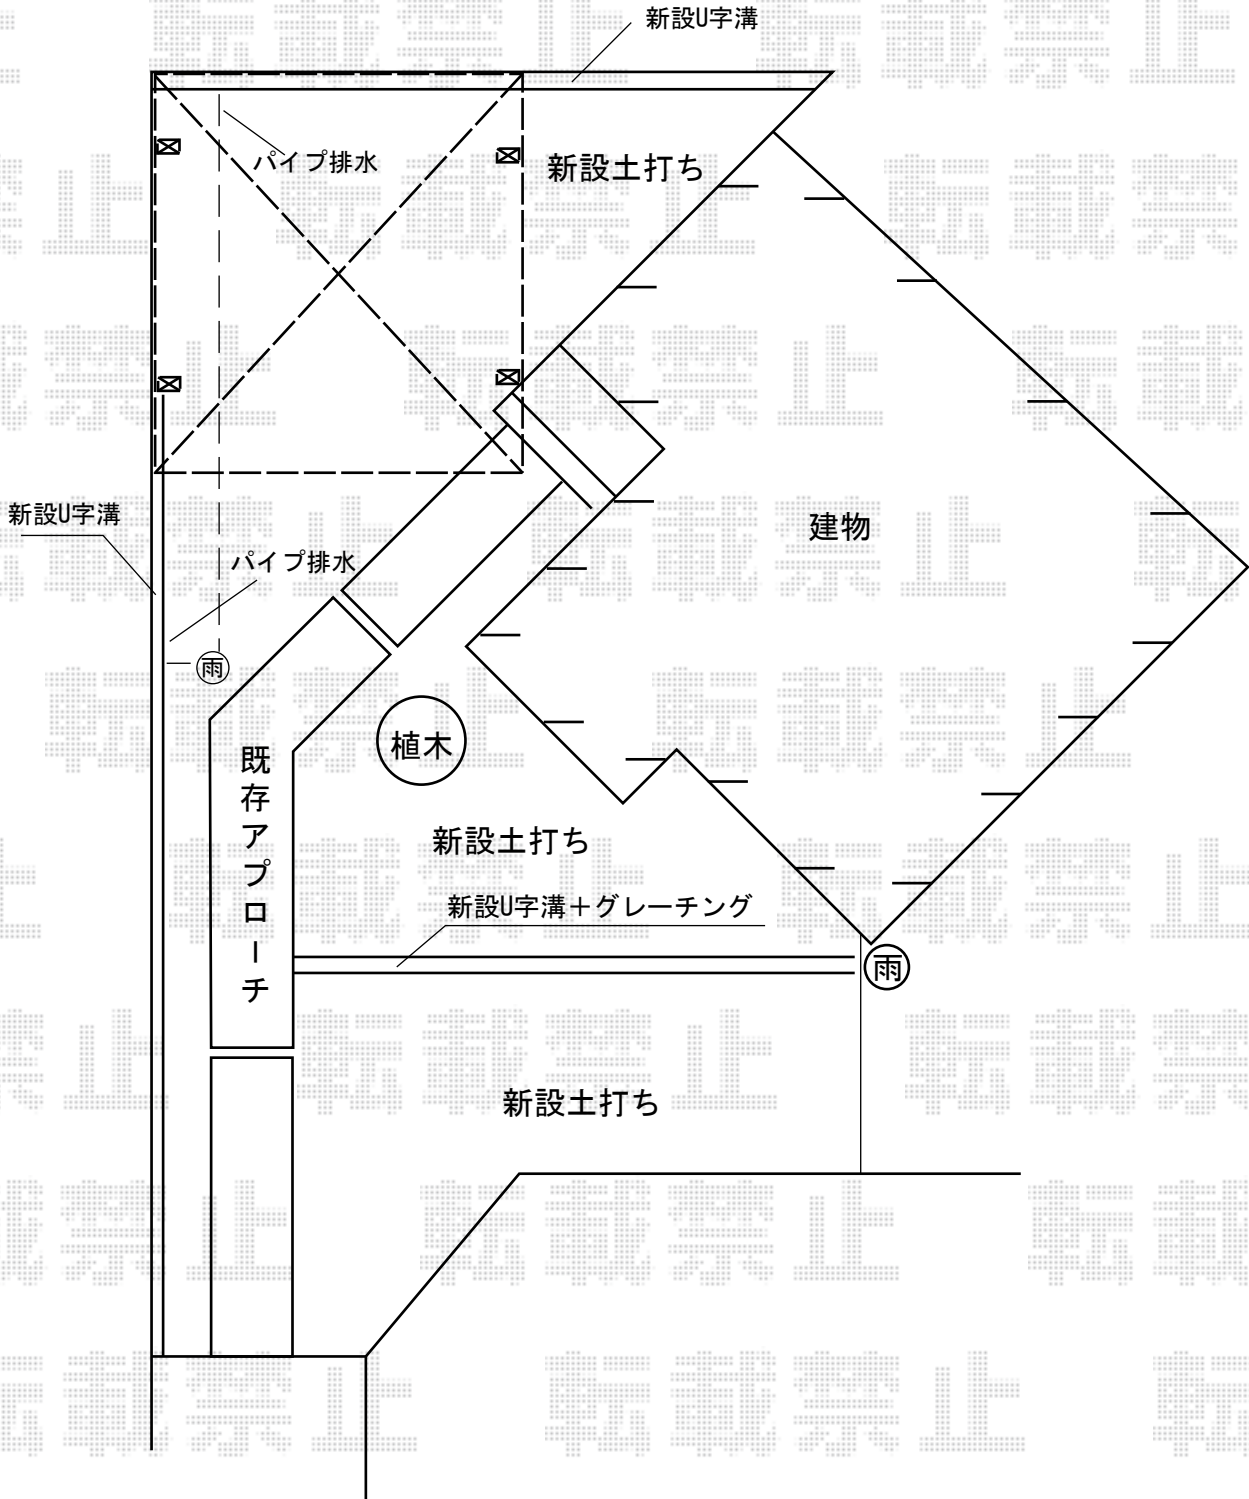 新設U字溝
パイプ排水
新設土打ち
新設U字溝
建物
パイプ排水
雨
植木
既存アプローチ
新設土打ち
新設U字溝＋グレーチング
雨
新設土打ち
転載禁止